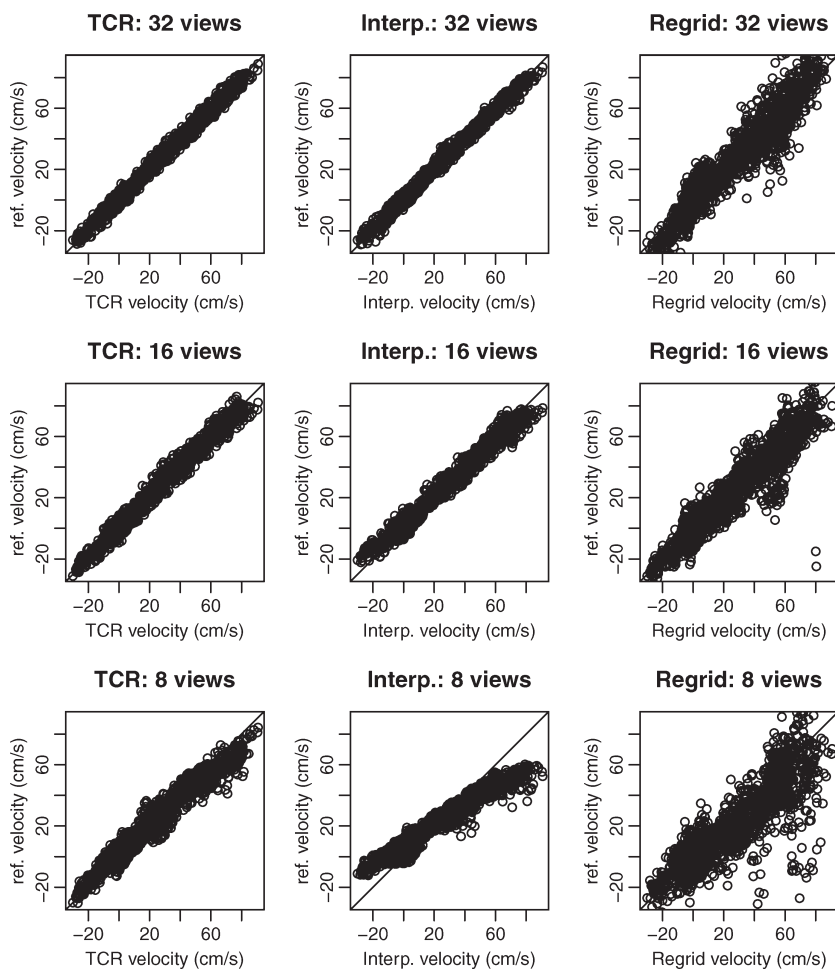 TCR: 32 views
Interp.: 32 views
Regrid: 32 views
ref. velocity (cm/s)
−20 20 60
−20 20 60
TCR velocity (cm/s)
ref. velocity (cm/s)
−20 20 60
−20 20 60
Interp. velocity (cm/s)
ref. velocity (cm/s)
−20 20 60
−20 20 60
Regrid velocity (cm/s)
TCR: 16 views
Interp.: 16 views
Regrid: 16 views
ref. velocity (cm/s)
−20 20 60
−20 20 60
TCR velocity (cm/s)
ref. velocity (cm/s)
−20 20 60
−20 20 60
Interp. velocity (cm/s)
ref. velocity (cm/s)
−20 20 60
−20 20 60
Regrid velocity (cm/s)
TCR: 8 views
Interp.: 8 views
Regrid: 8 views
ref. velocity (cm/s)
−20 20 60
−20 20 60
TCR velocity (cm/s)
ref. velocity (cm/s)
−20 20 60
−20 20 60
Interp. velocity (cm/s)
ref. velocity (cm/s)
−20 20 60
−20 20 60
Regrid velocity (cm/s)